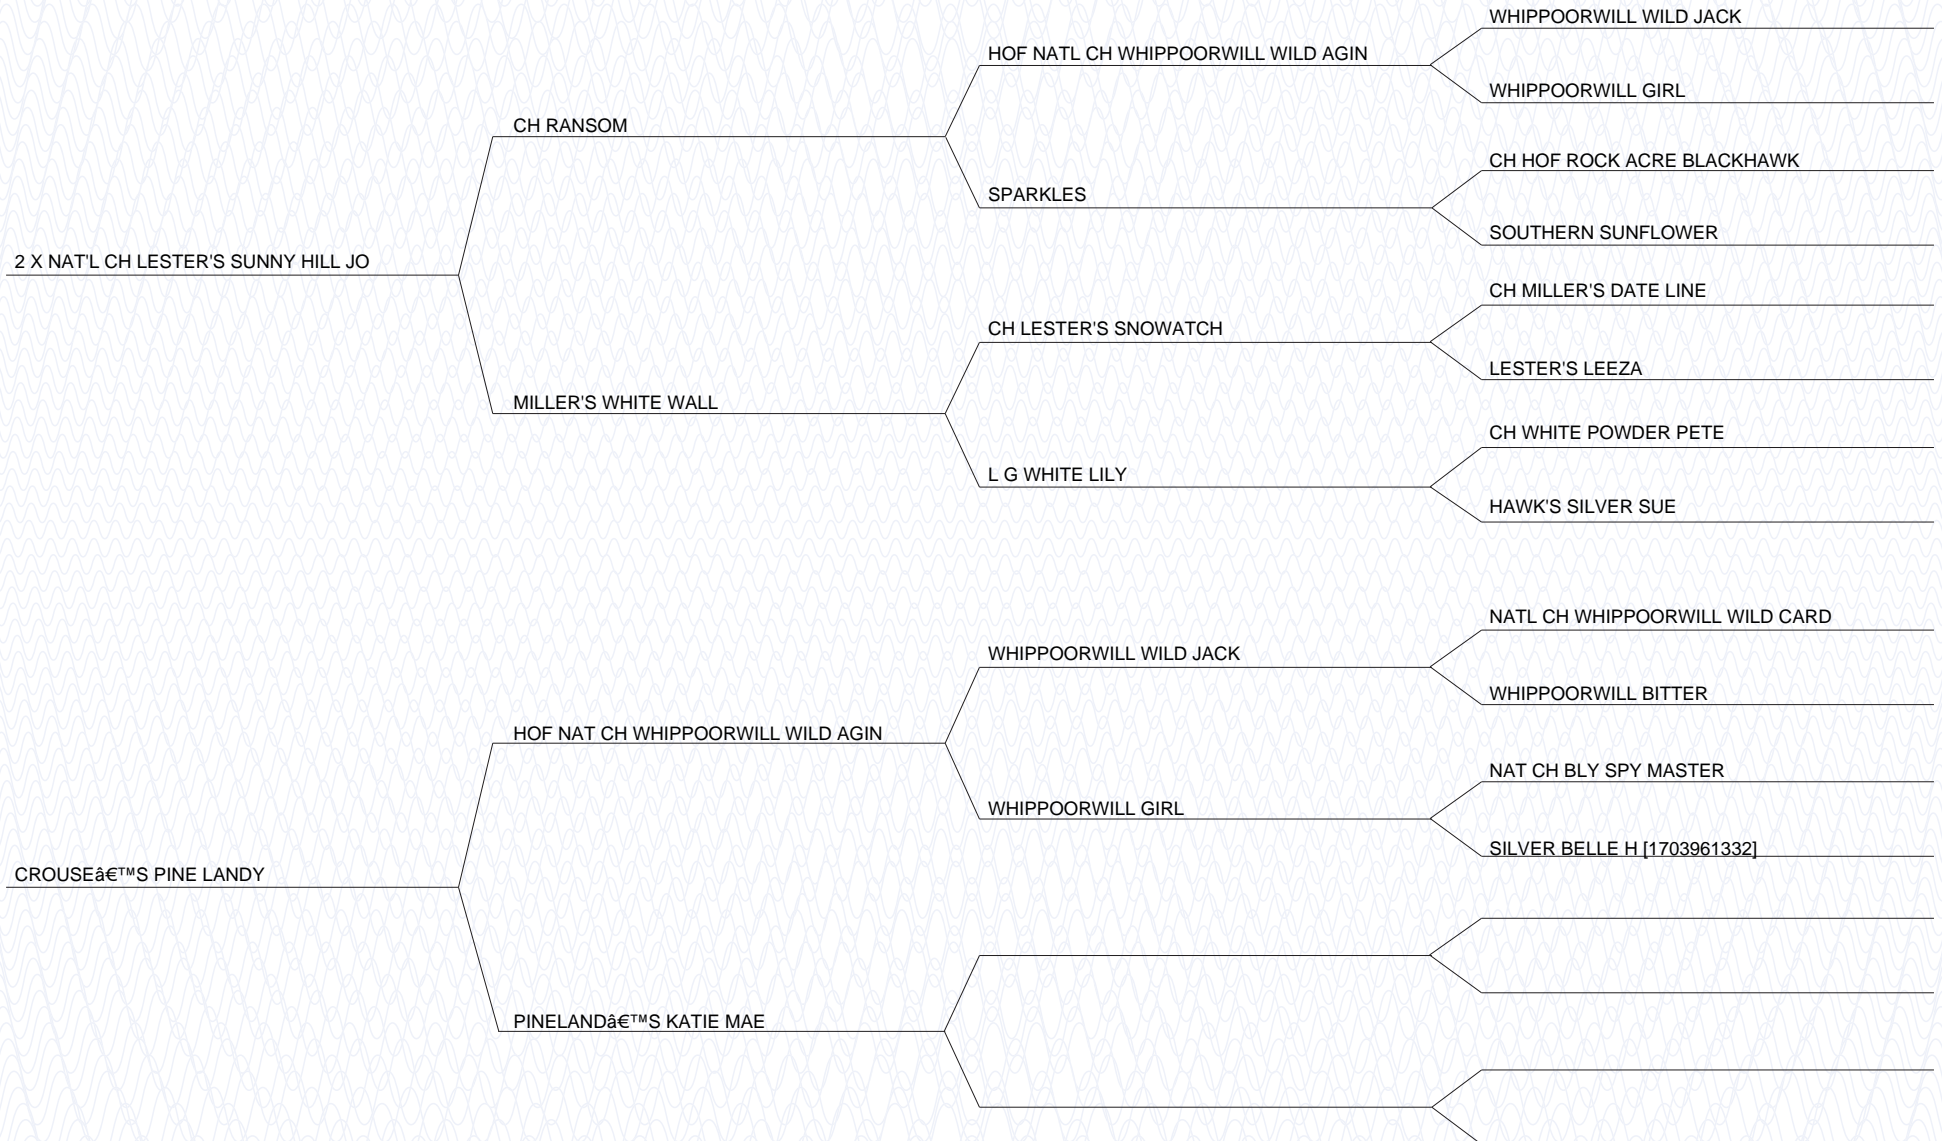 WHIPPOORWILL WILD JACK
HOF NATL CH WHIPPOORWILL WILD AGIN
WHIPPOORWILL GIRL
CH RANSOM
CH HOF ROCK ACRE BLACKHAWK
SPARKLES
SOUTHERN SUNFLOWER
2 X NAT'L CH LESTER'S SUNNY HILL JO
CH MILLER'S DATE LINE
CH LESTER'S SNOWATCH
LESTER'S LEEZA
MILLER'S WHITE WALL
CH WHITE POWDER PETE
L G WHITE LILY
HAWK'S SILVER SUE
NATL CH WHIPPOORWILL WILD CARD
WHIPPOORWILL WILD JACK
WHIPPOORWILL BITTER
HOF NAT CH WHIPPOORWILL WILD AGIN
NAT CH BLY SPY MASTER
WHIPPOORWILL GIRL
SILVER BELLE H [1703961332]
CROUSEâ€™S PINE LANDY
PINELANDâ€™S KATIE MAE